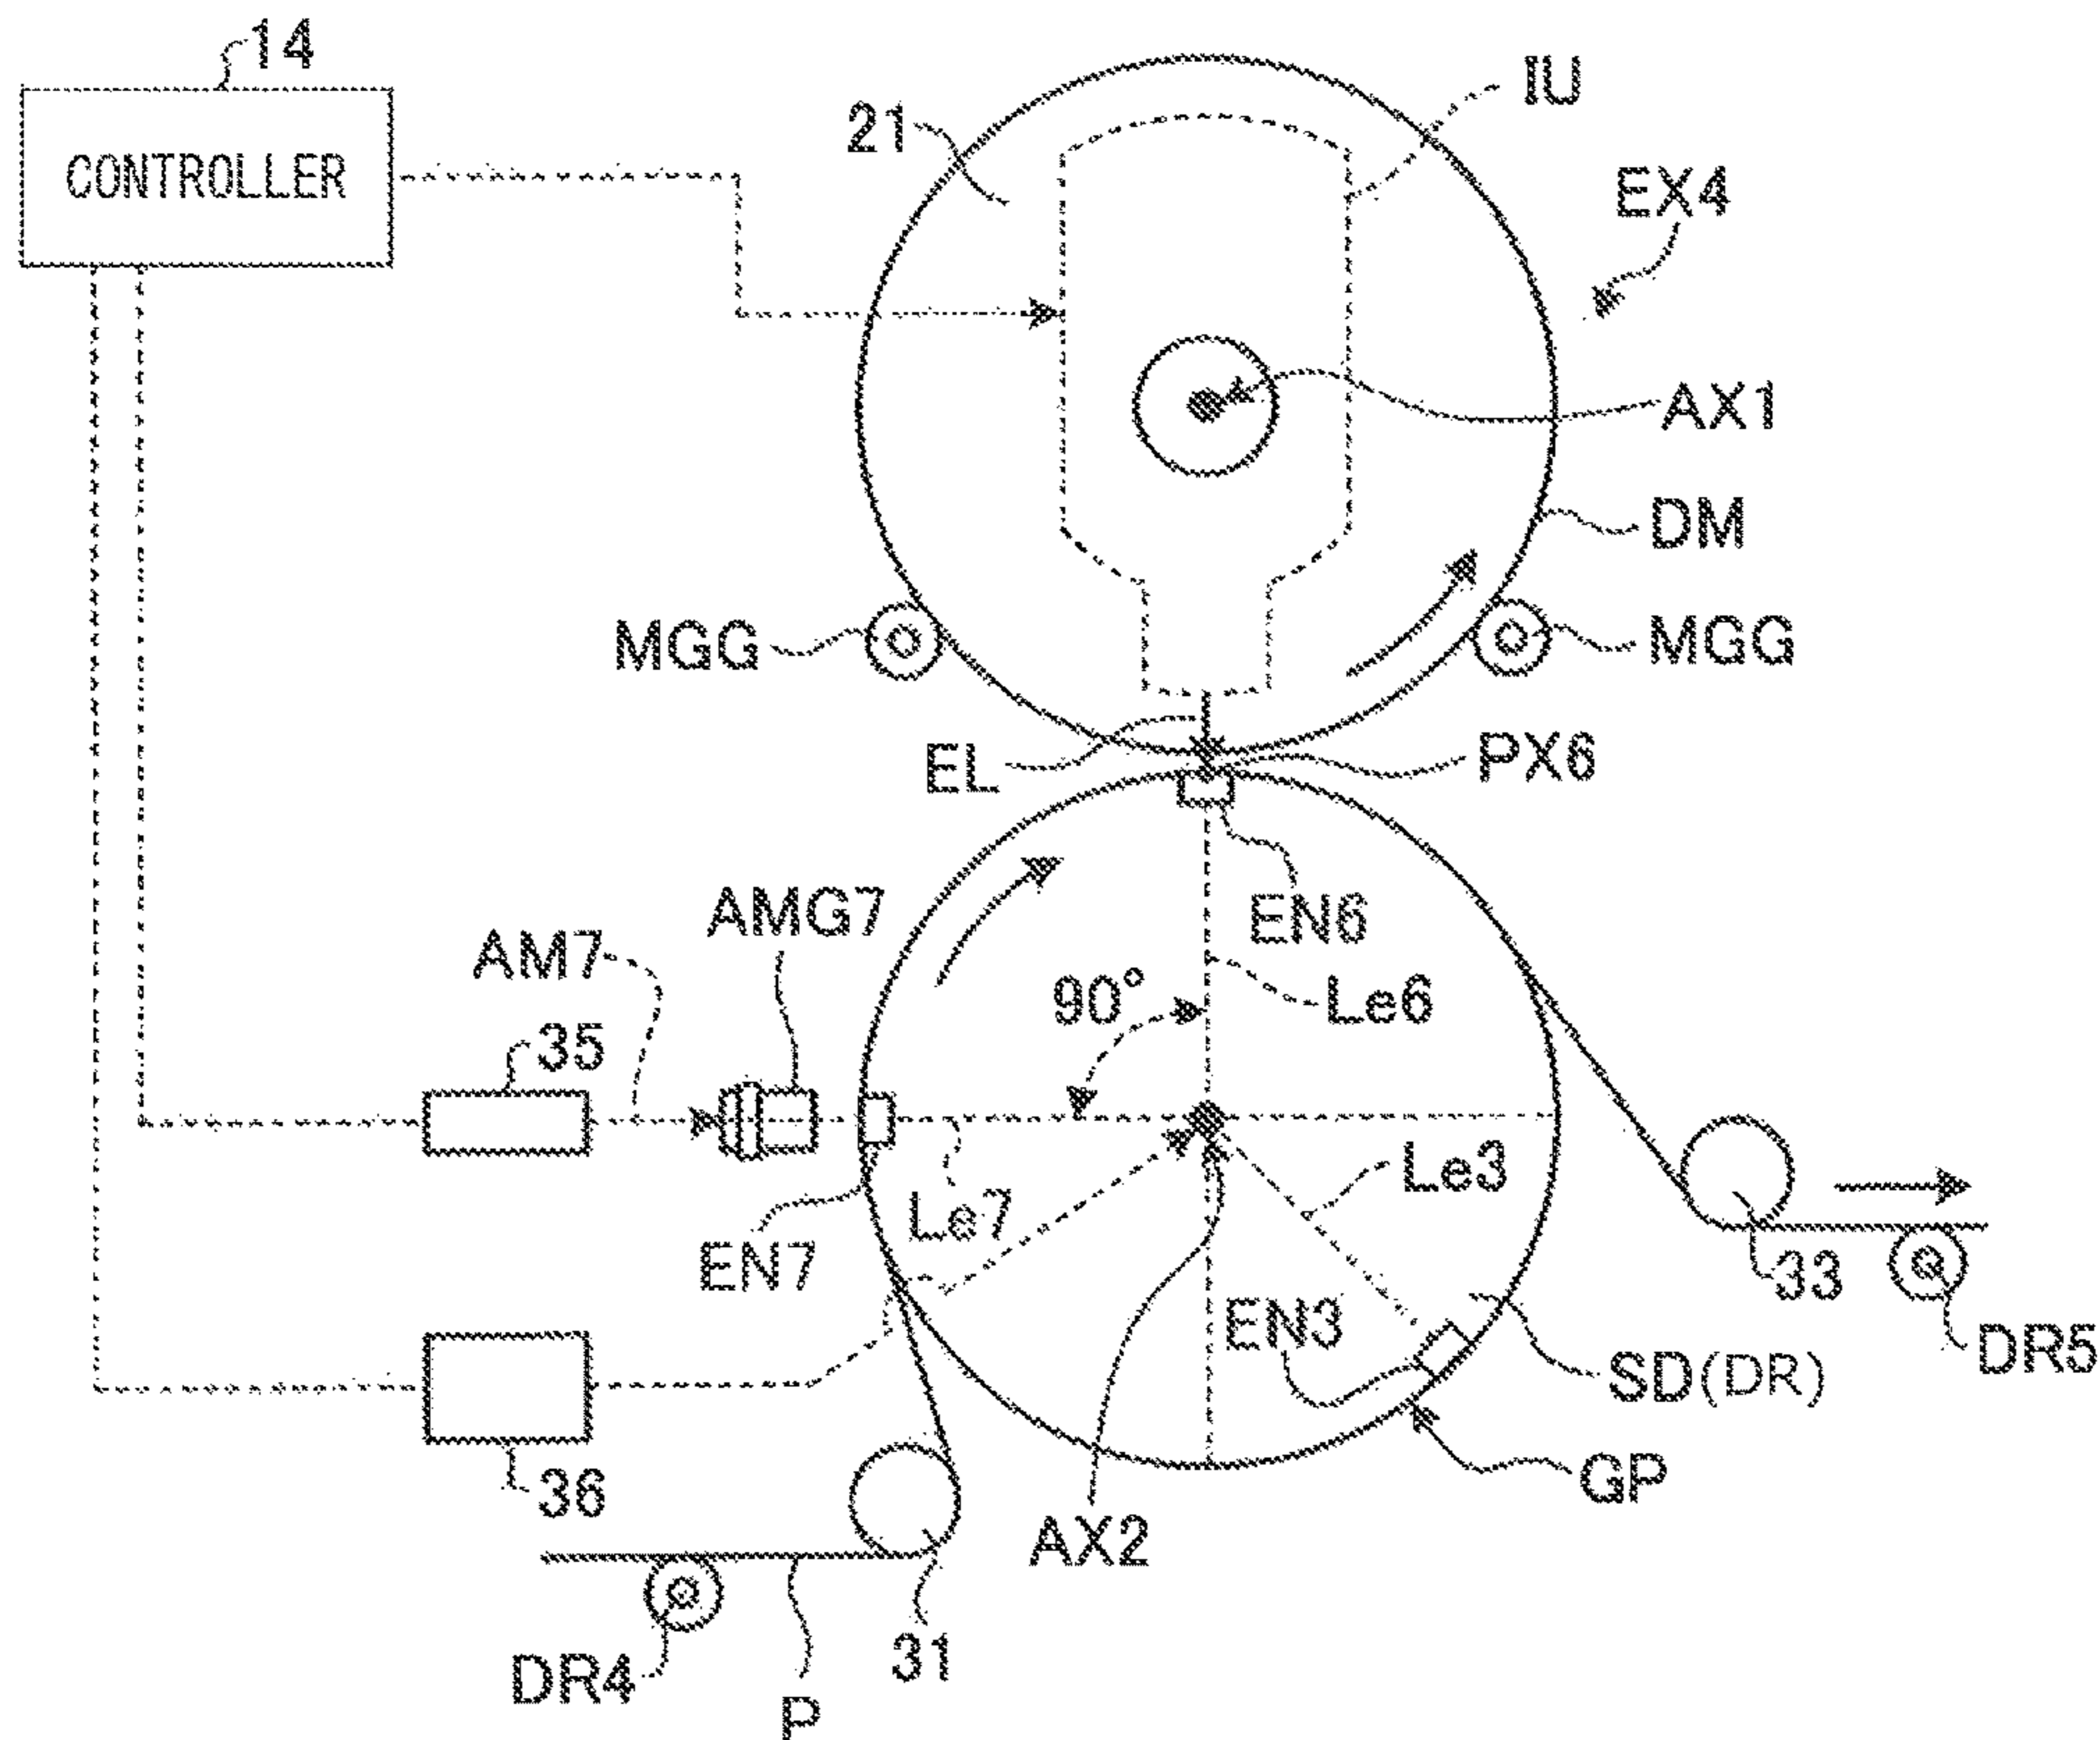 14
IU
21
CONTROLLER
EX4
AX1
DM
MGG
MGG
EL
PX6
AMG7
EN6
AM7
90°
Le6
35
Le3
Le7
EN7
33
EN3
DR5
SD(DR)
36
GP
AX2
31
DR4
P